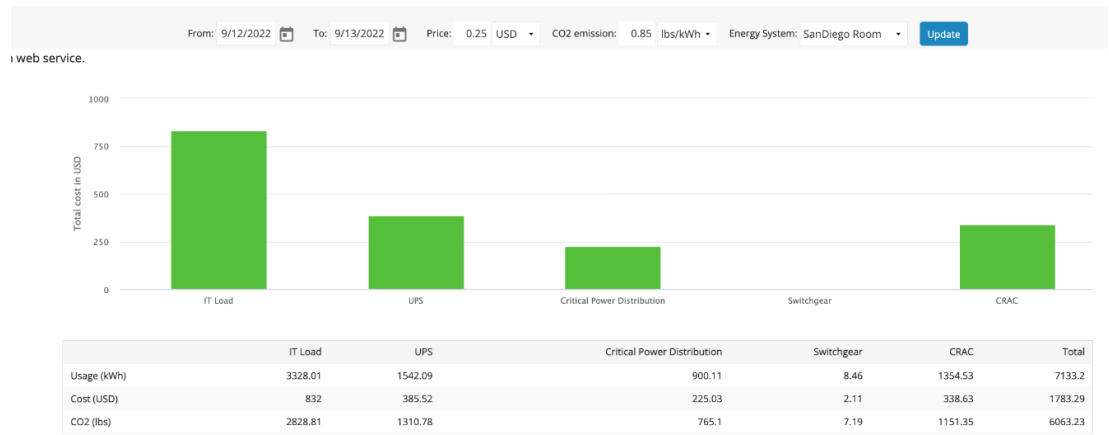 From: 9/12/2022 To: 9/13/2022 Price: 0.25 USD CO2 emission: 0.85 lbs/kWh Energy System: SanDiego Room Update
web service.
1000
750
500
250
0
Total cost in USD
IT Load UPS Critical Power Distribution Switchgear CRAC
IT Load UPS Critical Power Distribution Switchgear CRAC Total
Usage (kWh) 3328.01 1542.09 900.11 8.46 1354.53 7133.2
Cost (USD) 832 385.52 225.03 2.11 338.63 1783.29
CO2 (lbs) 2828.81 1310.78 765.1 7.19 1151.35 6063.23